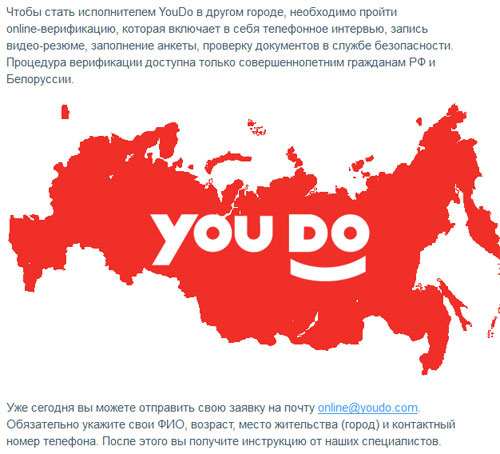 Чтобы стать исполнителем YouDo в другом городе, необходимо пройти
online-верификацию, которая включает в себя телефонное интервью, запись
видео-резюме, заполнение анкеты, проверку документов в службе безопасности.
Процедура верификации доступна только совершеннолетним гражданам РФ и
Белоруссии.
YOU DO
Уже сегодня вы можете отправить свою заявку на почту online@youdo.com.
Обязательно укажите свои ФИО, возраст, место жительства (город) и контактный
номер телефона. После этого вы получите инструкцию от наших специалистов.